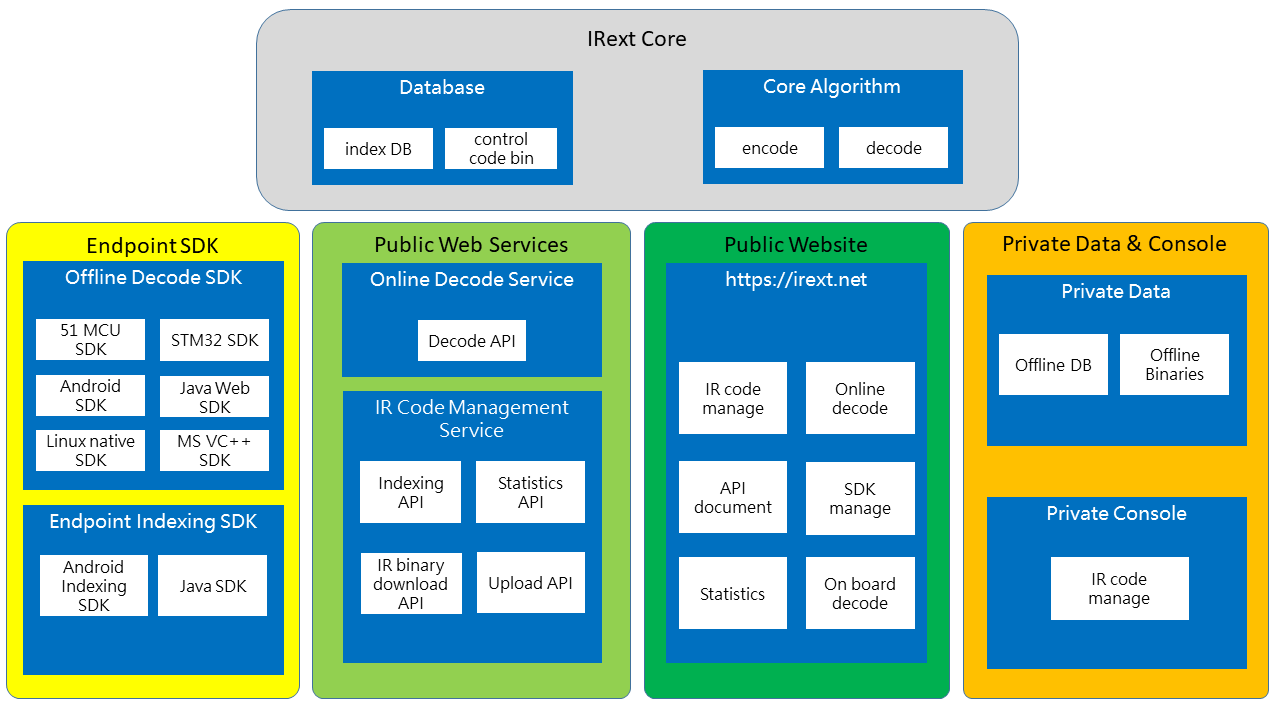 IRext Core
Database
index DB
control
code bin
Core Algorithm
encode
decode
Endpoint SDK
Offline Decode SDK
51 MCU
SDK
STM32 SDK
Android
SDK
Java Web
SDK
Linux native
SDK
MS VC++
SDK
Endpoint Indexing SDK
Android
Indexing
SDK
Java SDK
Public Web Services
Online Decode Service
Decode API
IR Code Management
Service
Indexing
API
Statistics
API
IR binary
download
API
Upload API
Public Website
https://irext.net
IR code
manage
Online
decode
API
document
SDK
manage
Statistics
On board
decode
Private Data & Console
Private Data
Offline DB
Offline
Binaries
Private Console
IR code
manage